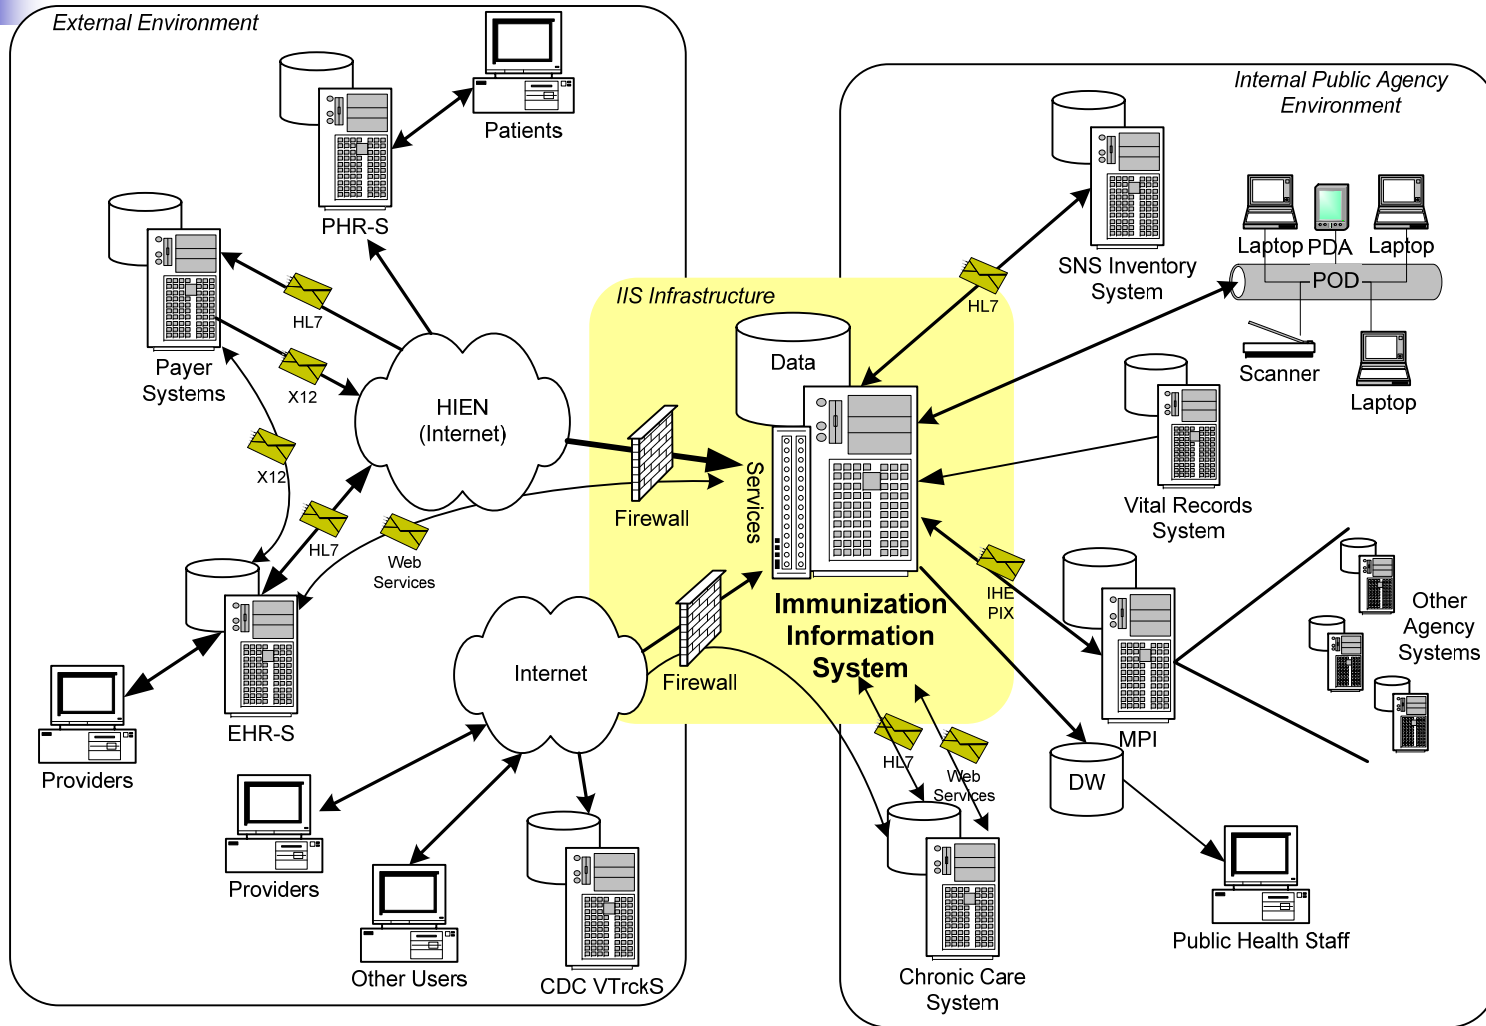 External Environment
Patients
PHR-S
Payer
Systems
HL7
X12
HIEN
(Internet)
X12
HL7
Web
Services
EHR-S
Providers
Providers
Other Users
CDC VTrckS
Internet
IIS Infrastructure
Data
Services
Firewall
Firewall
Immunization
Information
System
Internal Public Agency
Environment
SNS Inventory
System
HL7
Laptop
PDA
Laptop
POD
Scanner
Laptop
Vital Records
System
IHE
PIX
MPI
Other
Agency
Systems
DW
Public Health Staff
HL7
Web
Services
Chronic Care
System